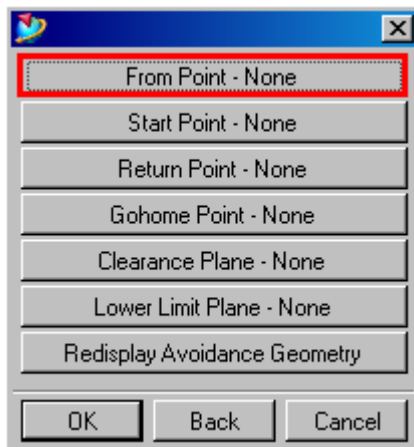 From Point - None
Start Point - None
Return Point - None
Gohome Point - None
Clearance Plane - None
Lower Limit Plane - None
Redisplay Avoidance Geometry
OK Back Cancel